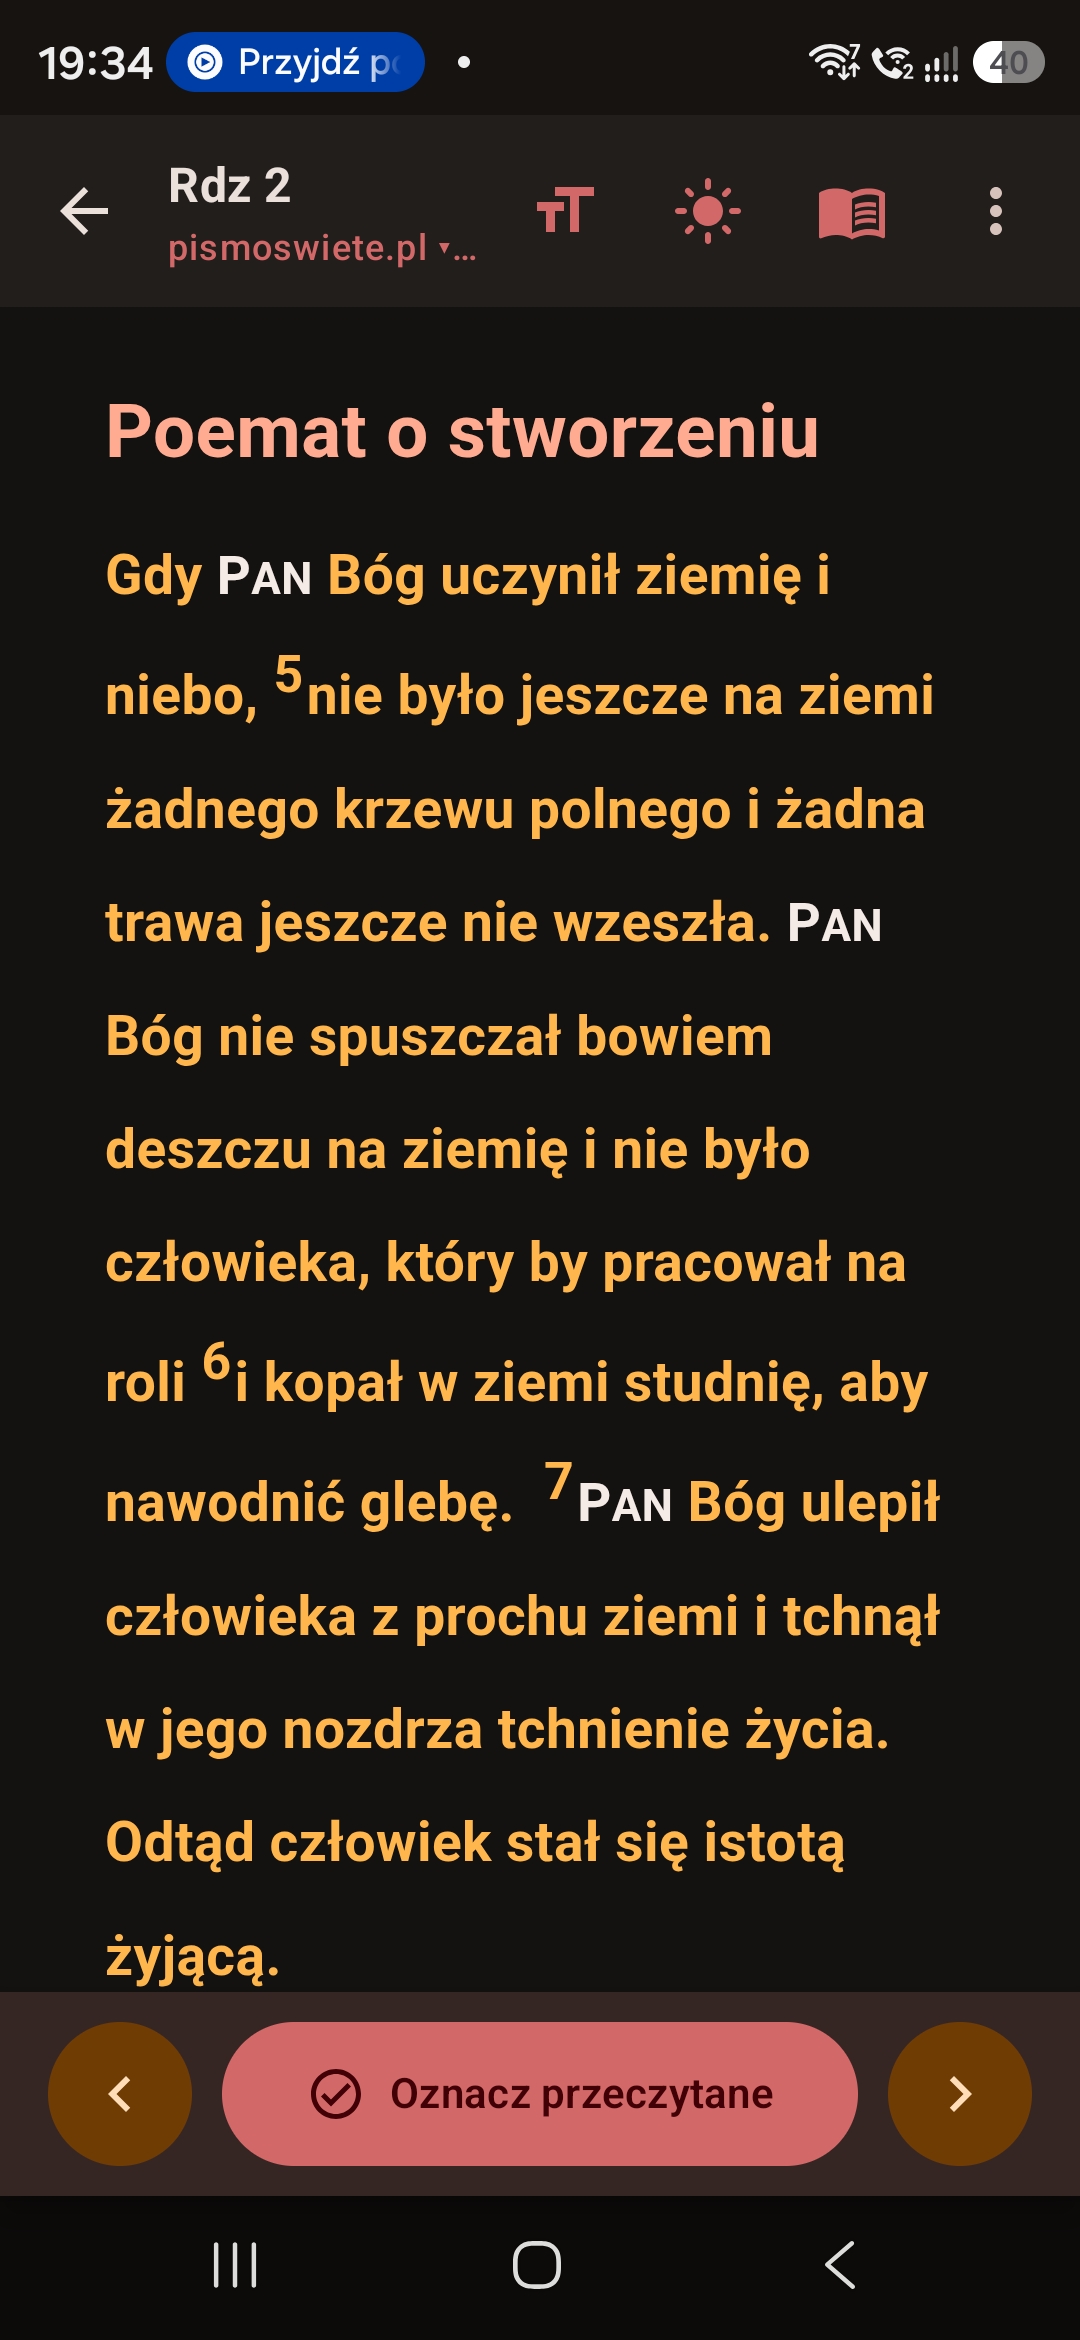 19:34 Przyjdź 40
Rdz 2
pismoswiete.pl ▾...
Poemat o stworzeniu
Gdy PAN Bóg uczynił ziemię i
niebo, 5nie było jeszcze na ziemi
żadnego krzewu polnego i żadna
trawa jeszcze nie wzeszła. PAN
Bóg nie spuszczał bowiem
deszczu na ziemię i nie było
człowieka, który by pracował na
roli 6i kopał w ziemi studnię, aby
nawodnić glebę. 7PAN Bóg ulepił
człowieka z prochu ziemi i tchnął
w jego nozdrza tchnienie życia.
Odtąd człowiek stał się istotą
żyjącą.
Oznacz przeczytane